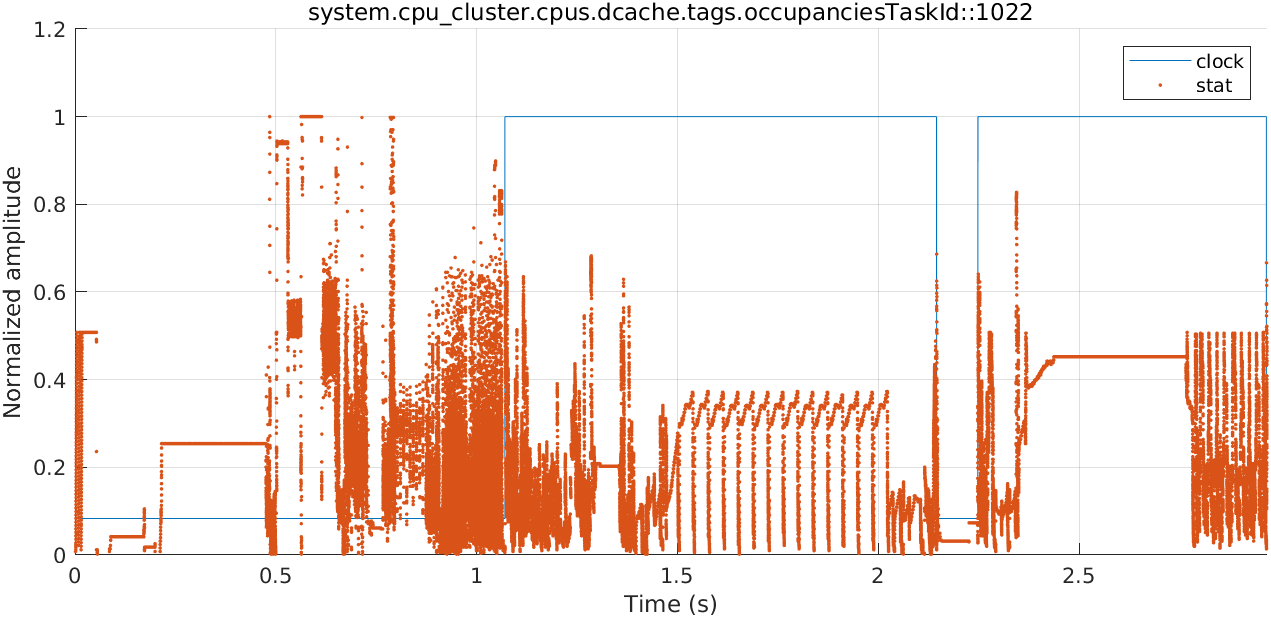 system.cpu_cluster.cpus.dcache.tags.occupanciesTaskId::1022
1.2
1
0.8
0.6
0.4
0.2
0
Normalized amplitude
clock
stat
0 0.5 1 1.5 2 2.5
Time (s)